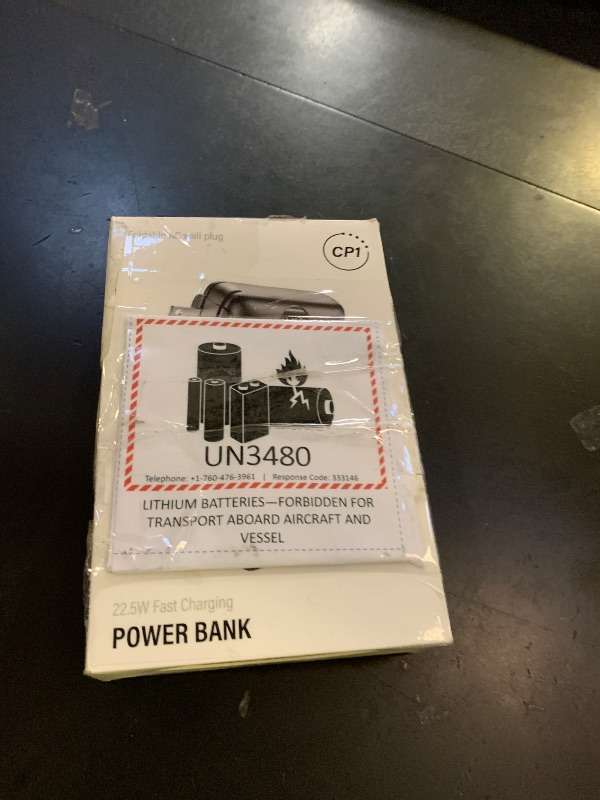 Foldable AC wall plug
CP1
UN3480
Telephone: +1-760-476-3961 | Response Code: 333146
LITHIUM BATTERIES—FORBIDDEN FOR
TRANSPORT ABOARD AIRCRAFT AND
VESSEL
22.5W Fast Charging
POWER BANK